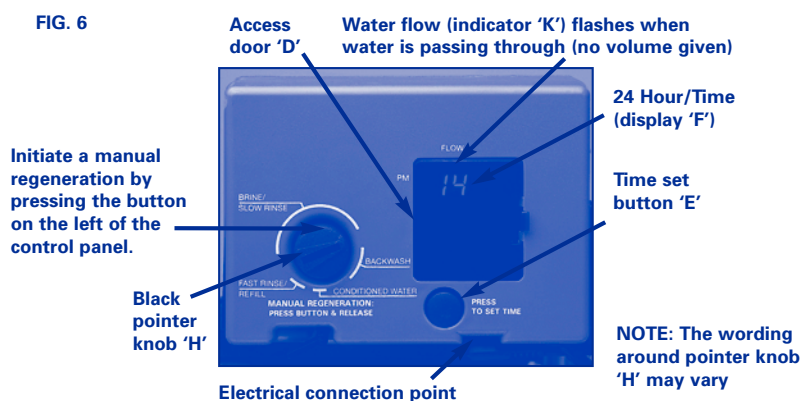 FIG. 6
Access
door ‘D’
Water flow (indicator ‘K’) flashes when
water is passing through (no volume given)
24 Hour/Time
(display ‘F’)
Initiate a manual
regeneration by
pressing the button
on the left of the
control panel.
Time set
button ‘E’
FLOW
PM
14
BRINE/
SLOW RINSE
BACKWASH
FAST RINSE/
REFILL
CONDITIONED WATER
MANUAL REGENERATION:
PRESS BUTTON & RELEASE
PRESS
TO SET TIME
Black
pointer
knob ‘H’
NOTE: The wording
around pointer knob
‘H’ may vary
Electrical connection point